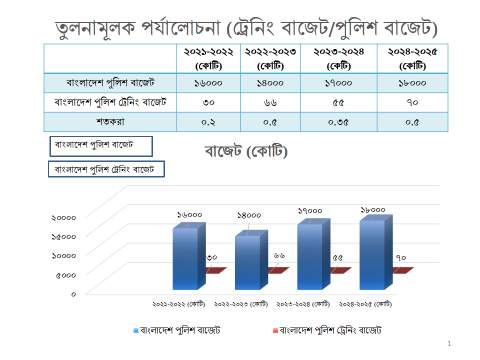 তুলনামূলক পর্যালোচনা (ট্রেনিং বাজেট/পুলিশ বাজেট)
২০২১-২০২২ (কোটি) ২০২২-২০২৩ (কোটি) ২০২৩-২০২৪ (কোটি) ২০২৪-২০২৫ (কোটি)
বাংলাদেশ পুলিশ বাজেট ১৬০০০ ১৪০০০ ১৭০০০ ১৮০০০
বাংলাদেশ পুলিশ ট্রেনিং বাজেট ৩০ ৬৬ ৫৫ ৭০
শতকরা ০.২ ০.৫ ০.৩৫ ০.৫
বাংলাদেশ পুলিশ বাজেট
বাজেট (কোটি)
বাংলাদেশ পুলিশ ট্রেনিং বাজেট
১৬০০০ ১৪০০০ ১৭০০০ ১৮০০০
২০০০০
১৫০০০
১০০০০
৫০০০
০
৩০ ৬৬ ৫৫ ৭০
২০২১-২০২২ (কোটি) ২০২২-২০২৩ (কোটি) ২০২৩-২০২৪ (কোটি) ২০২৪-২০২৫ (কোটি)
বাংলাদেশ পুলিশ বাজেট বাংলাদেশ পুলিশ ট্রেনিং বাজেট
1